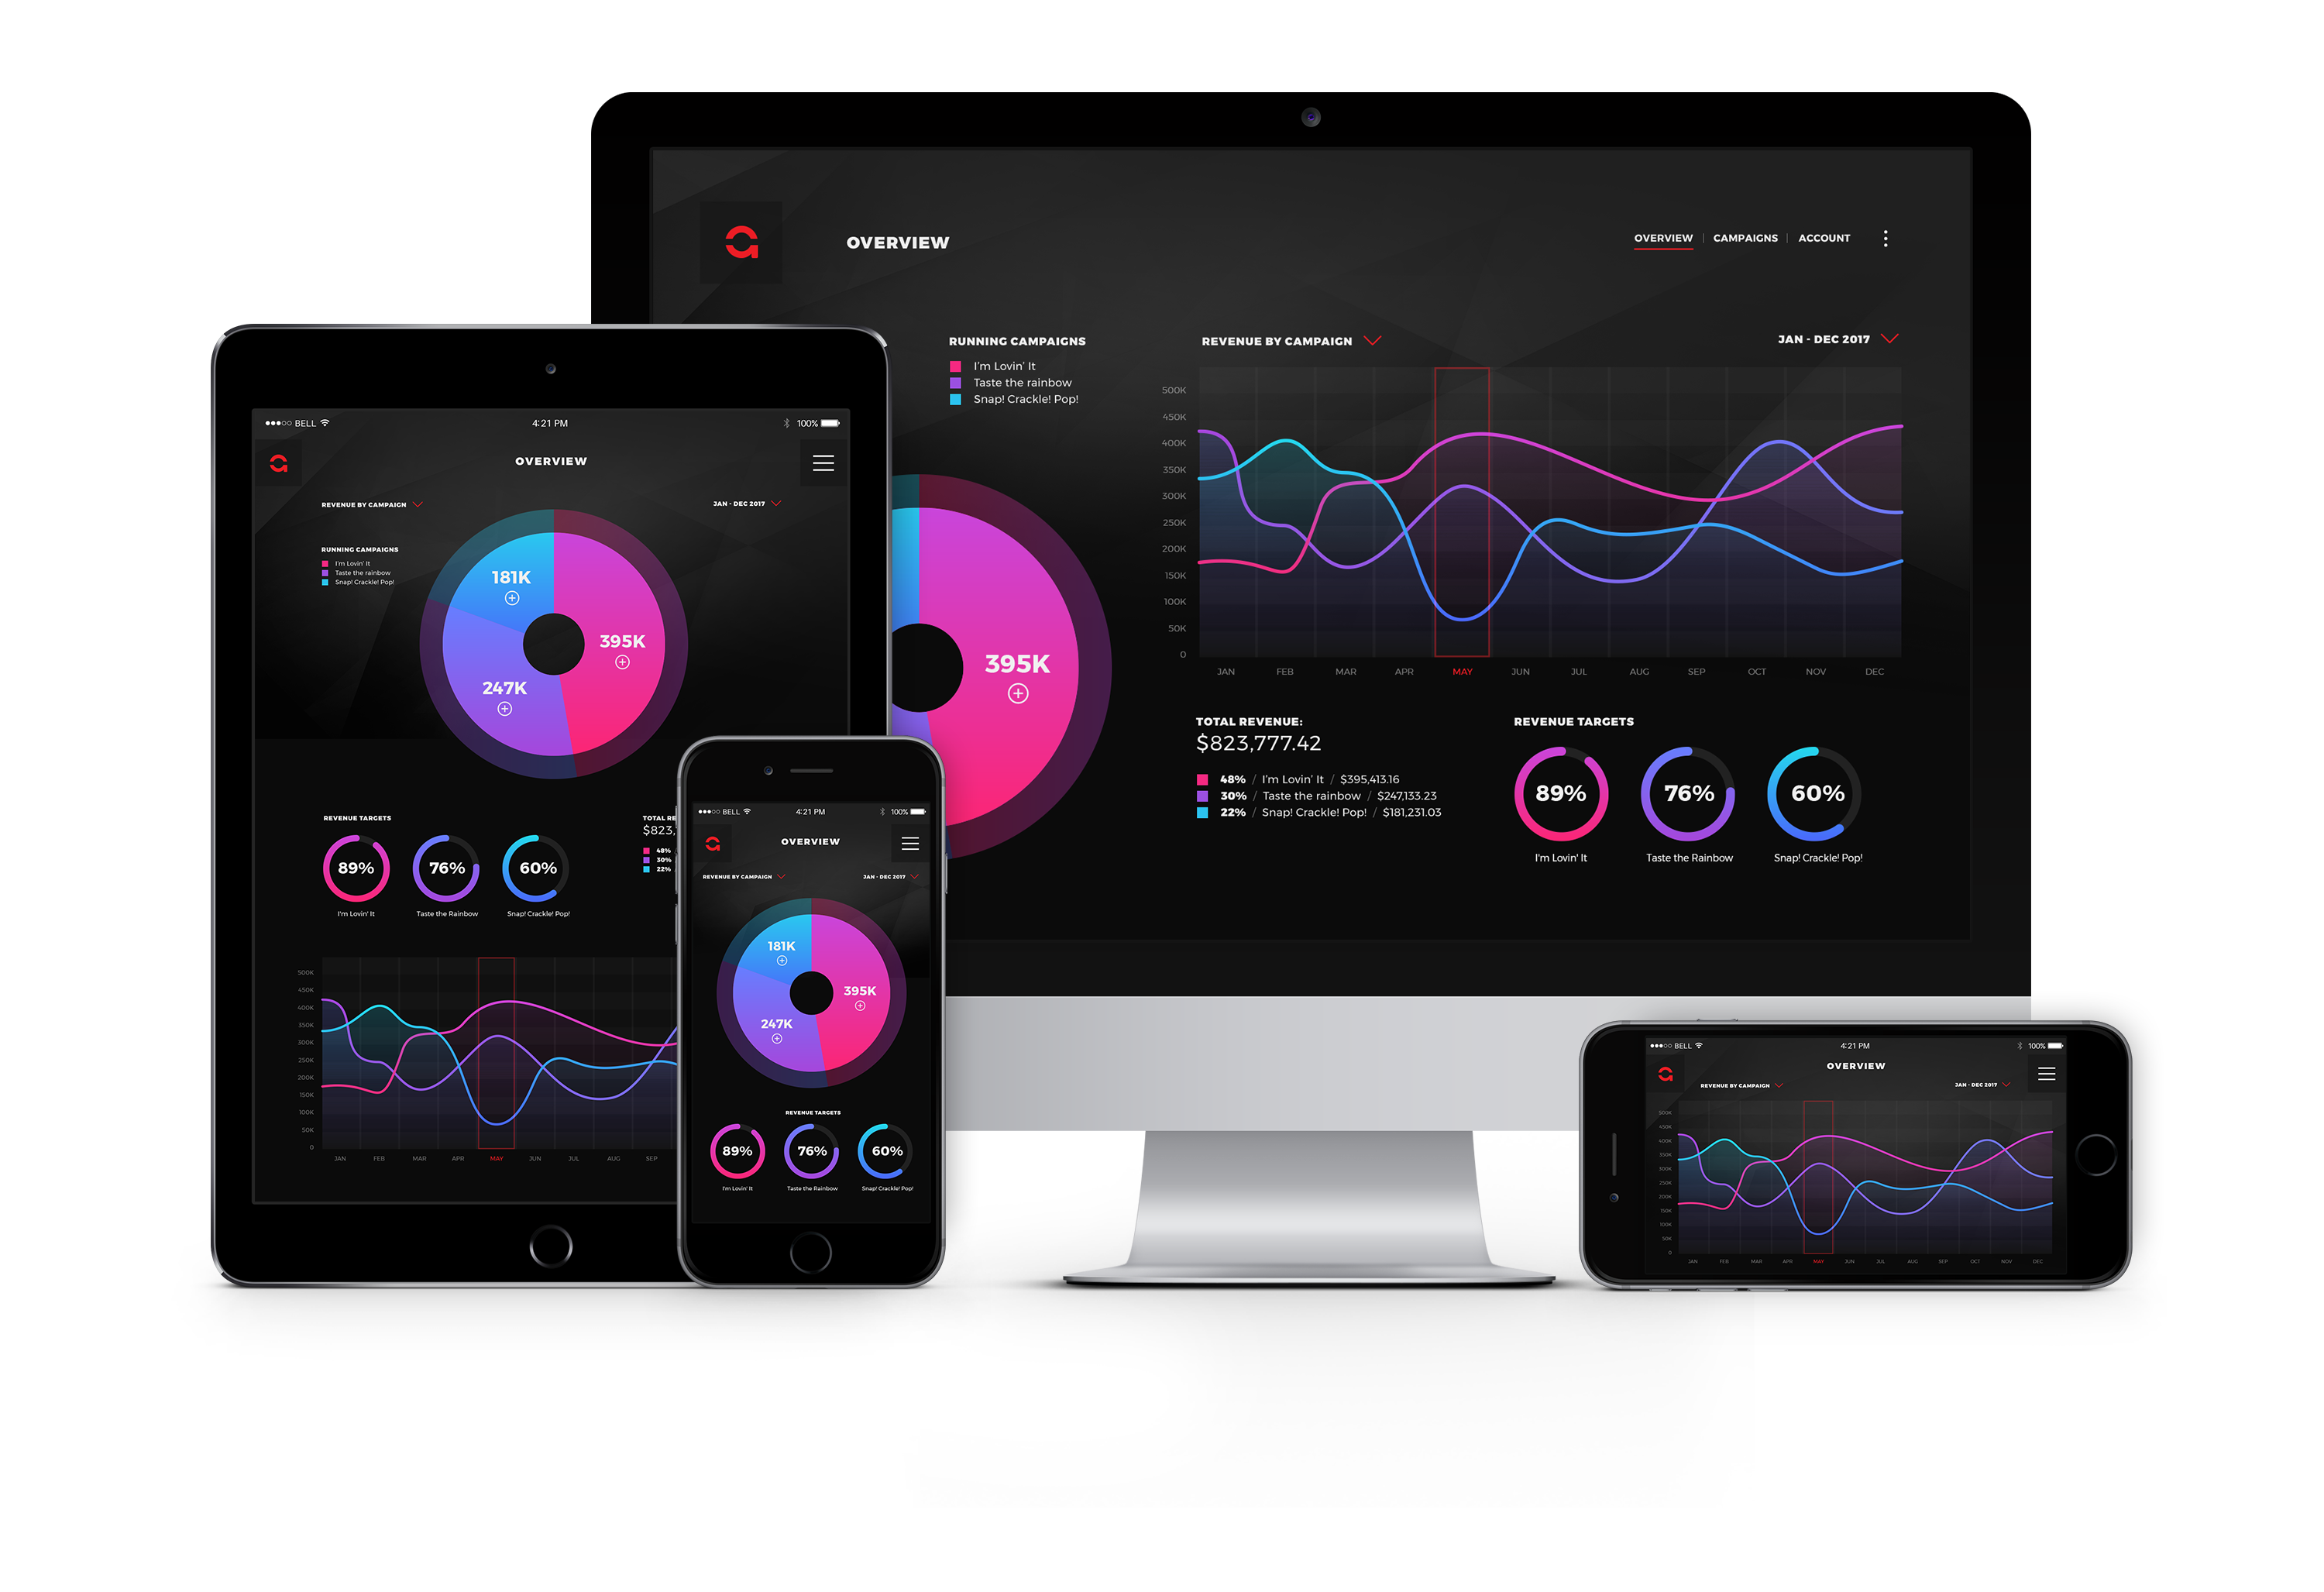 OVERVIEW
OVERVIEW | CAMPAIGNS | ACCOUNT
RUNNING CAMPAIGNS
I'm Lovin' It
Taste the rainbow
Snap! Crackle! Pop!
REVENUE BY CAMPAIGN
JAN - DEC 2017
500K
450K
400K
350K
300K
250K
200K
150K
100K
50K
0
JAN FEB MAR APR MAY JUN JUL AUG SEP OCT NOV DEC
395K
TOTAL REVENUE:
$823,777.42
48% / I'm Lovin' It / $395,413.16
30% / Taste the rainbow / $247,133.23
22% / Snap! Crackle! Pop! / $181,231.03
REVENUE TARGETS
89% 76% 60%
I'm Lovin' It Taste the Rainbow Snap! Crackle! Pop!
BELL 4:21 PM 100%
OVERVIEW
REVENUE BY CAMPAIGN
JAN - DEC 2017
RUNNING CAMPAIGNS
I'm Lovin' It
Taste the rainbow
Snap! Crackle! Pop!
181K
395K
247K
REVENUE TARGETS
89% 76% 60%
I'm Lovin' It Taste the Rainbow Snap! Crackle! Pop!
TOTAL RE
$823,
48%
30%
22%
500K
450K
400K
350K
300K
250K
200K
150K
100K
50K
0
JAN FEB MAR APR MAY JUN JUL AUG SEP
BELL 4:21 PM 100%
OVERVIEW
REVENUE BY CAMPAIGN
JAN - DEC 2017
181K
395K
247K
REVENUE TARGETS
89% 76% 60%
I'm Lovin' It Taste the Rainbow Snap! Crackle! Pop!
BELL 4:21 PM 100%
OVERVIEW
REVENUE BY CAMPAIGN
JAN - DEC 2017
500K
450K
400K
350K
300K
250K
200K
150K
100K
50K
0
JAN FEB MAR APR MAY JUN JUL AUG SEP OCT NOV DEC